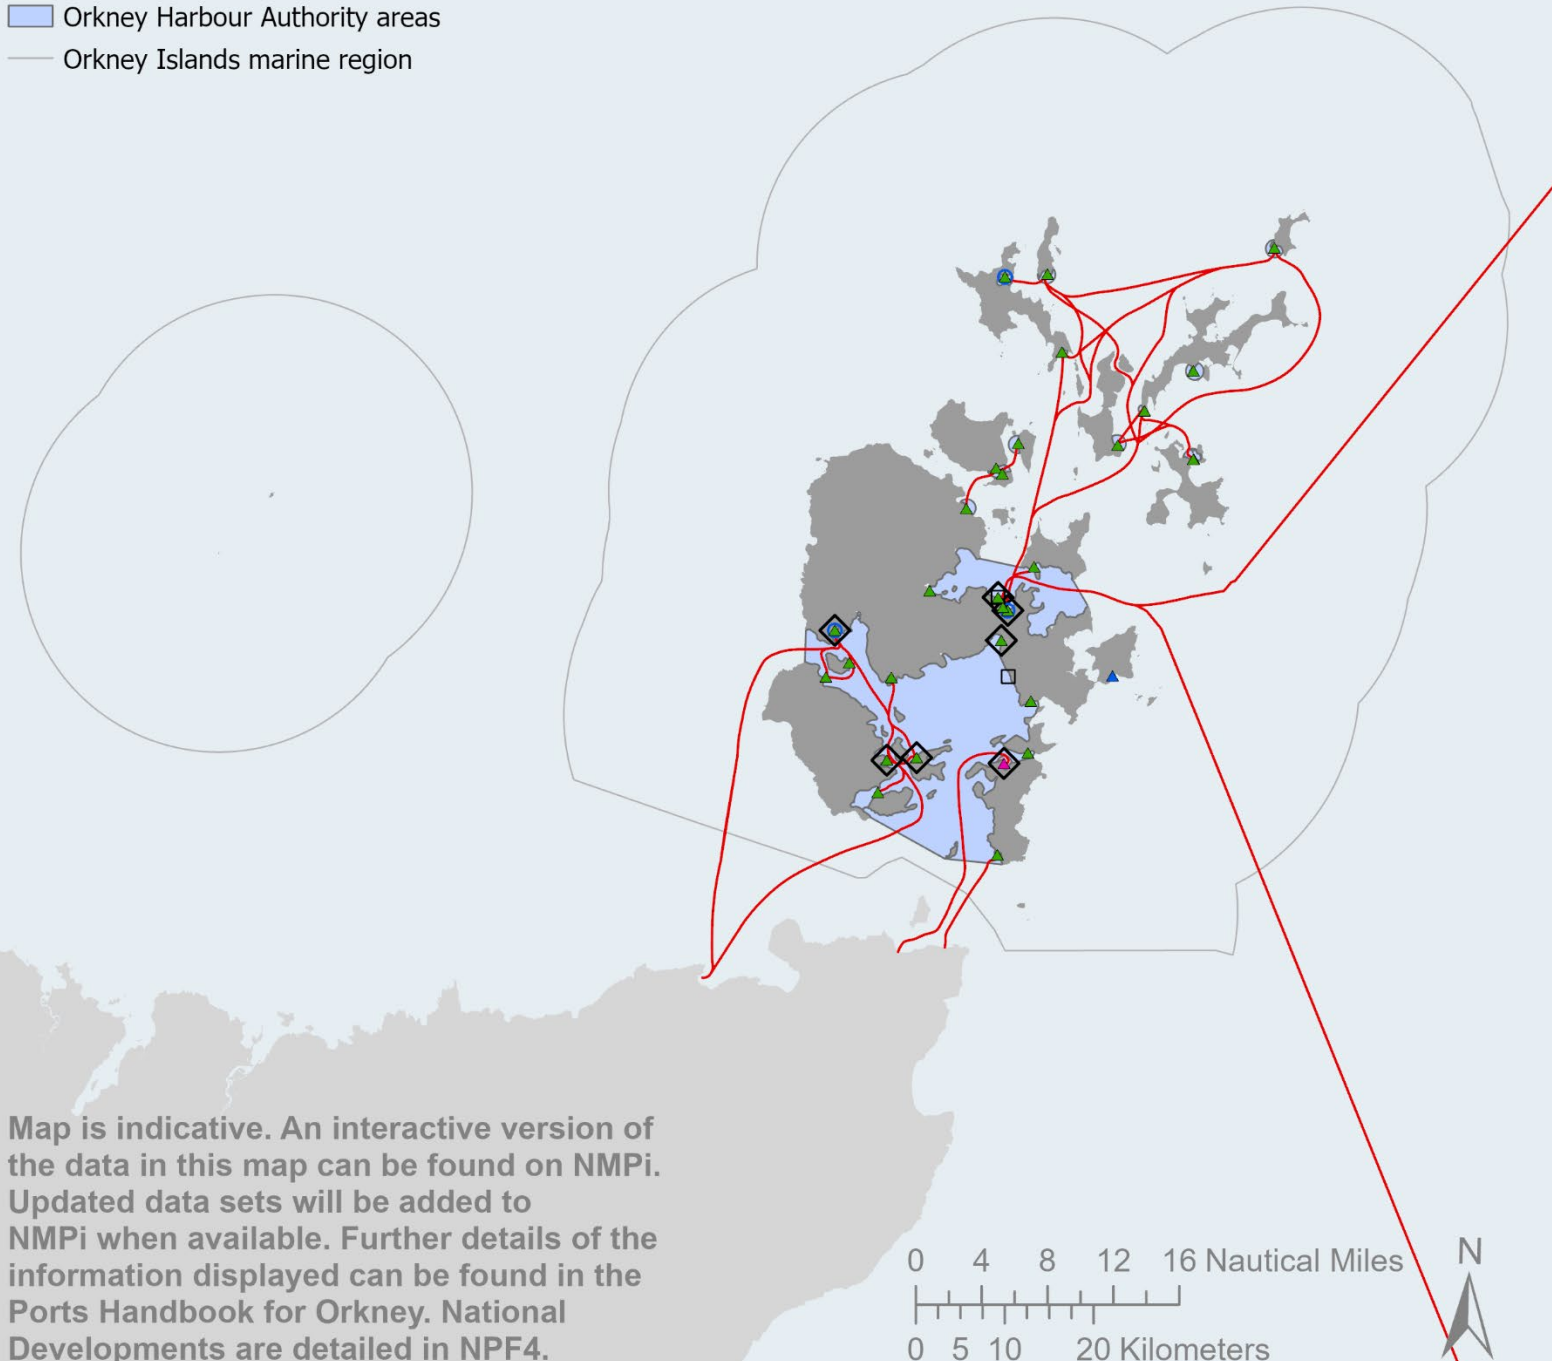 Orkney Harbour Authority areas
Orkney Islands marine region
Map is indicative. An interactive version of
the data in this map can be found on NMPi.
Updated data sets will be added to
NMPi when available. Further details of the
information displayed can be found in the
Ports Handbook for Orkney. National
Developments are detailed in NPF4.
0 4 8 12 16 Nautical Miles
0 5 10 20 Kilometers
N